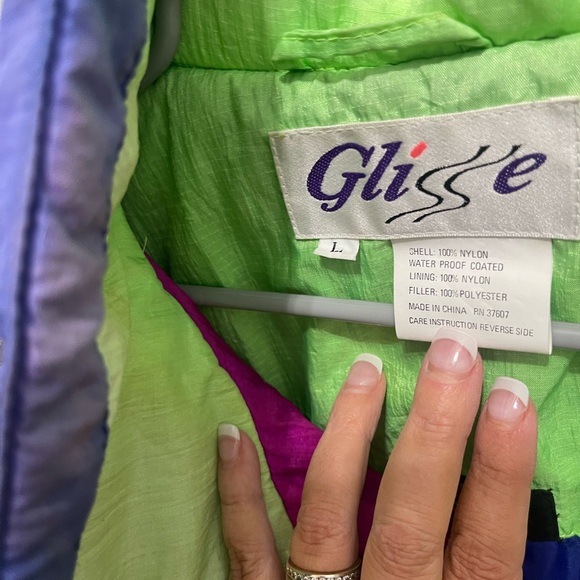 Glisse
L
SHELL: 100% NYLON
WATER PROOF COATED
LINING: 100% NYLON
FILLER: 100% POLYESTER
MADE IN CHINA RN 37607
CARE INSTRUCTION REVERSE SIDE